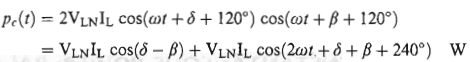 p_c(t) = 2V_LN I_L cos(ωt + δ + 120°) cos(ωt + β + 120°)
= V_LN I_L cos(δ − β) + V_LN I_L cos(2ωt + δ + β + 240°) W